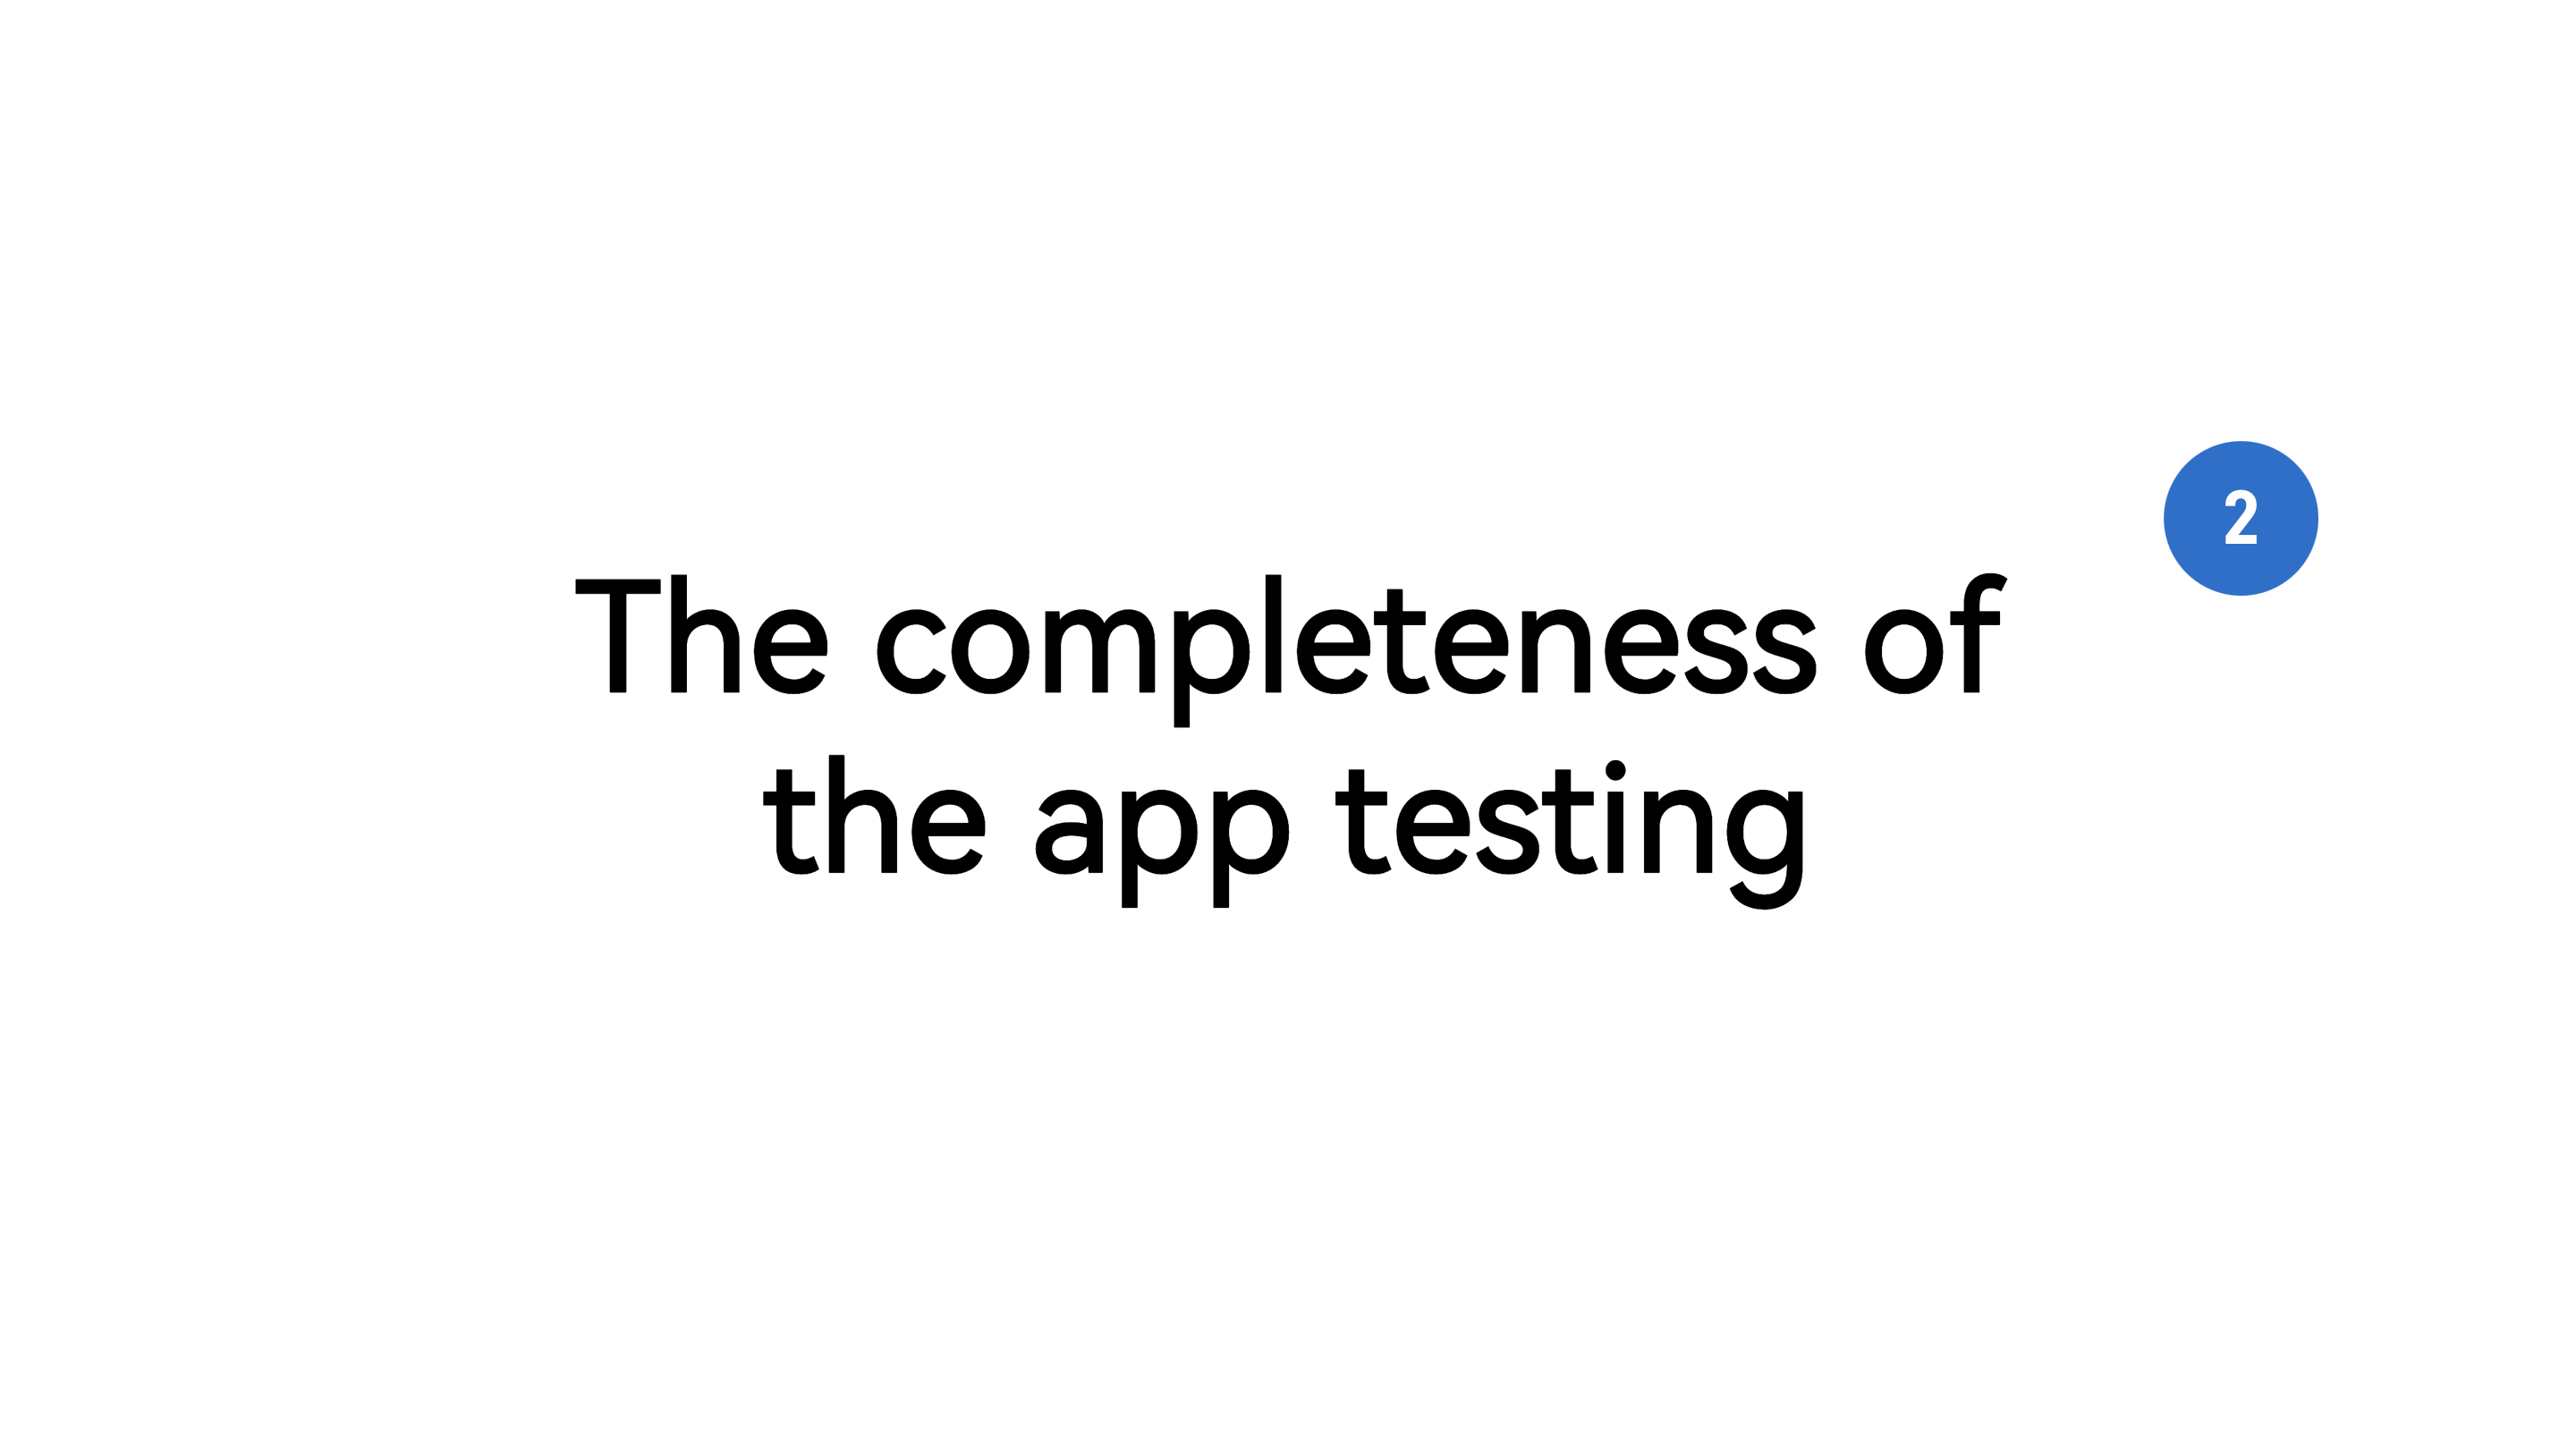 2
The completeness of
the app testing